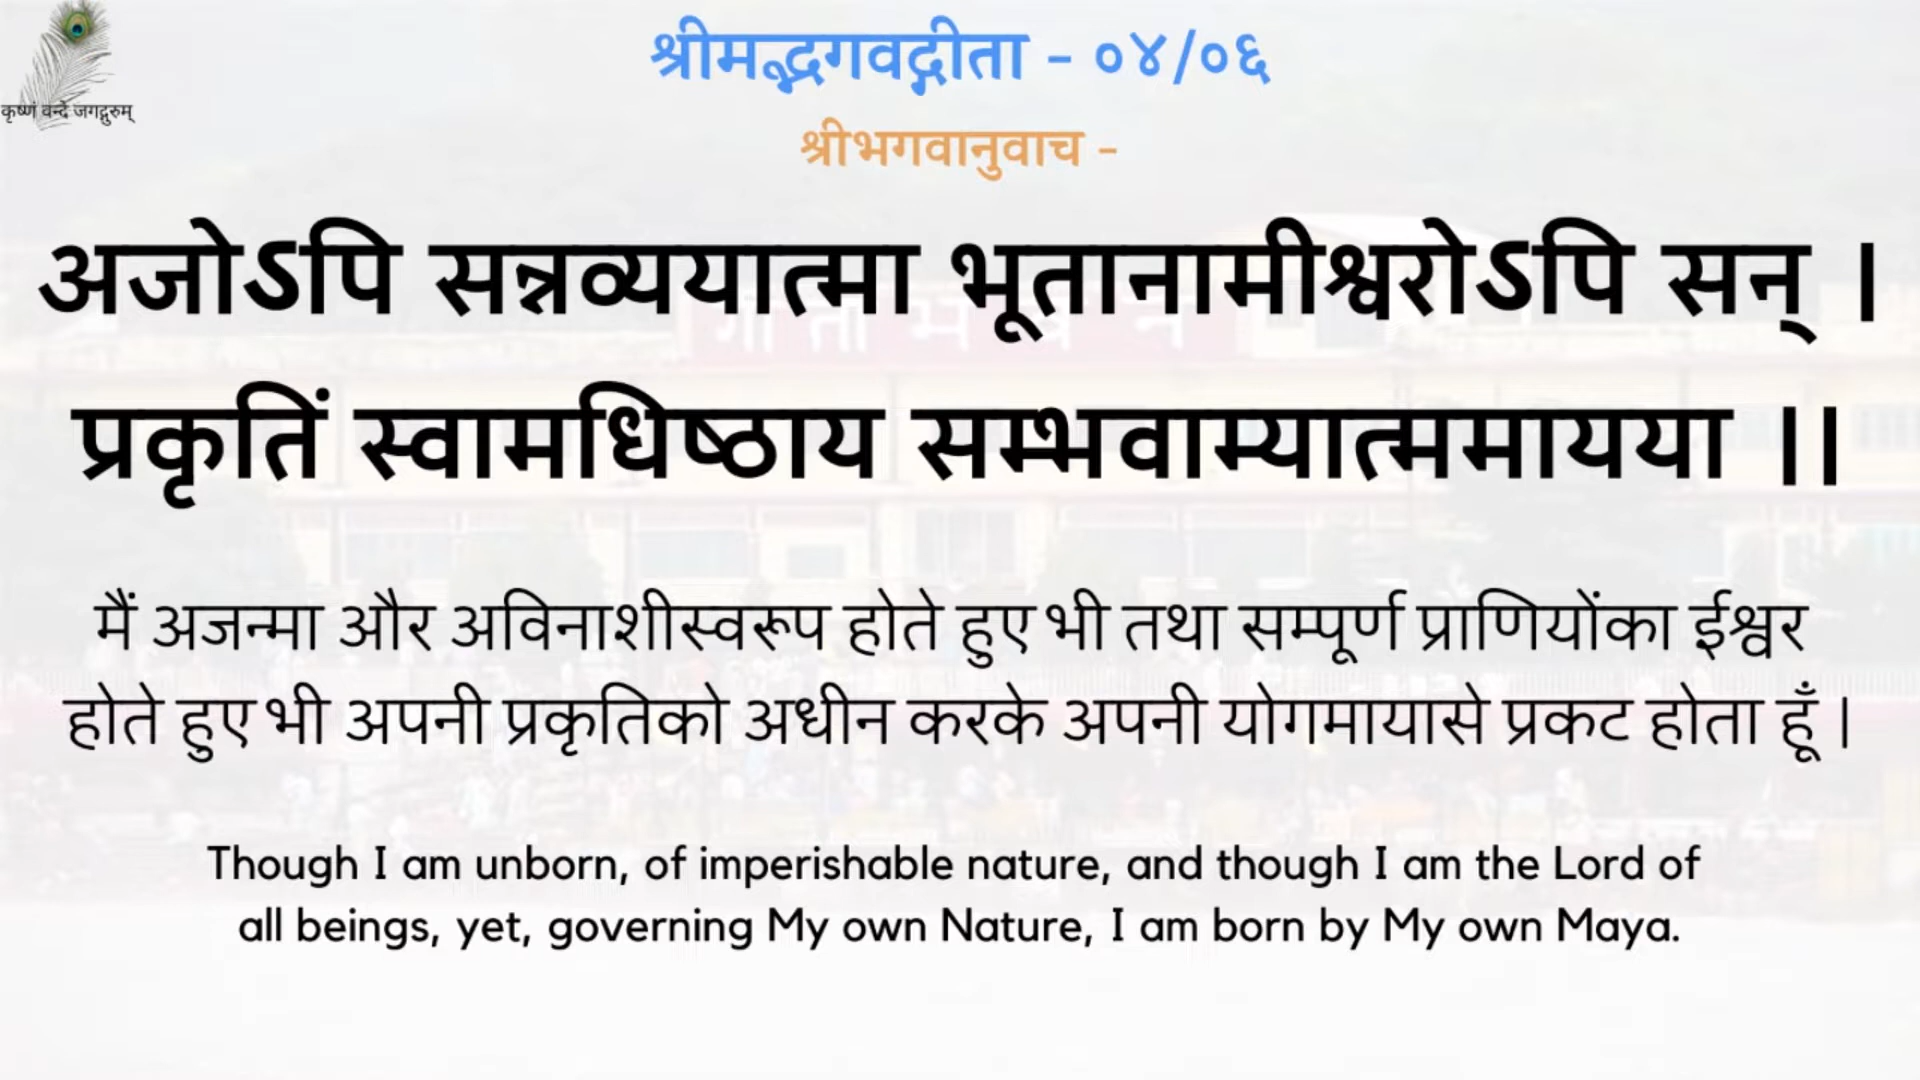 कृष्णं वन्दे जगद्गुरुम्
श्रीमद्भगवद्गीता - ०४/०६
श्रीभगवानुवाच -
अजोऽपि सन्नव्ययात्मा भूतानामीश्वरोऽपि सन् ।
प्रकृतिं स्वामधिष्ठाय सम्भवाम्यात्ममायया ।।
मैं अजन्मा और अविनाशीस्वरूप होते हुए भी तथा सम्पूर्ण प्राणियोंका ईश्वर
होते हुए भी अपनी प्रकृतिको अधीन करके अपनी योगमायासे प्रकट होता हूँ ।
Though I am unborn, of imperishable nature, and though I am the Lord of
all beings, yet, governing My own Nature, I am born by My own Maya.